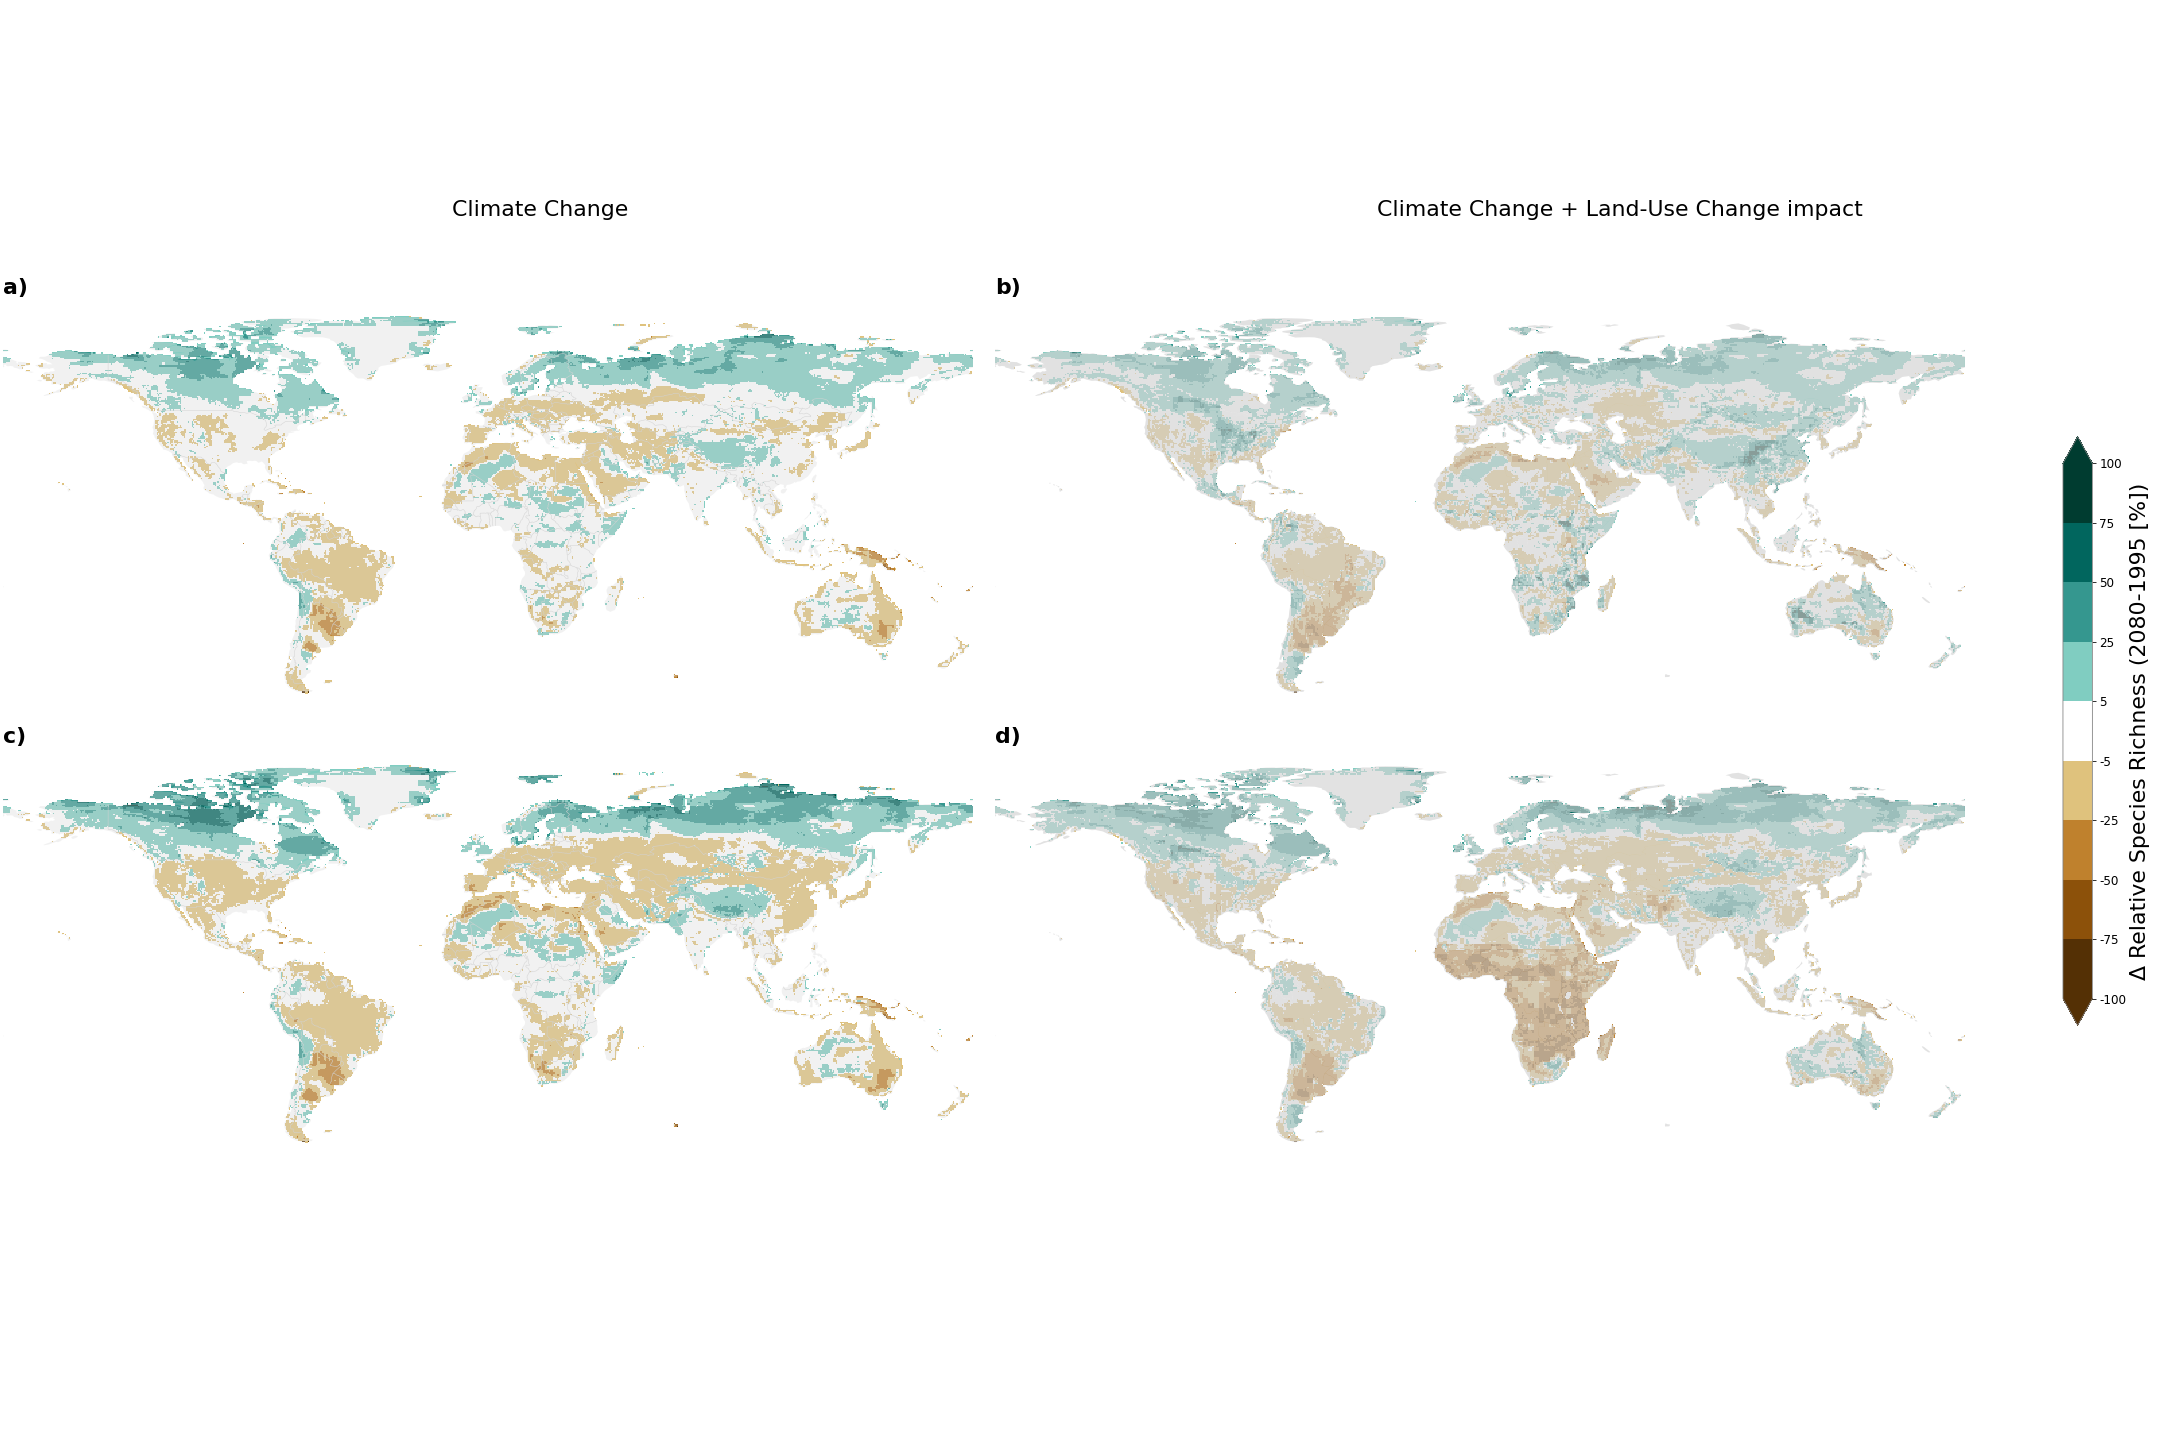 Climate Change
Climate Change + Land-Use Change impact
a)
b)
c)
d)
100
75
50
25
5
-5
-25
-50
-75
-100
Δ Relative Species Richness (2080-1995 [%])